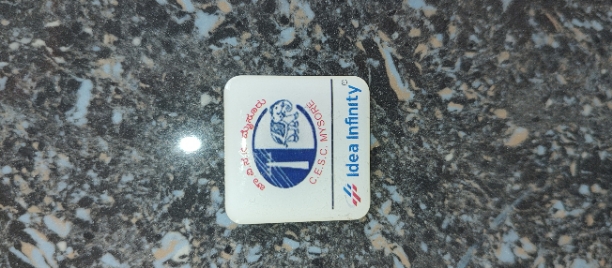 ಚಾ.ವಿ.ಸ.ನಿ. ಮೈಸೂರು
C.E.S.C. MYSORE
Idea Infinity